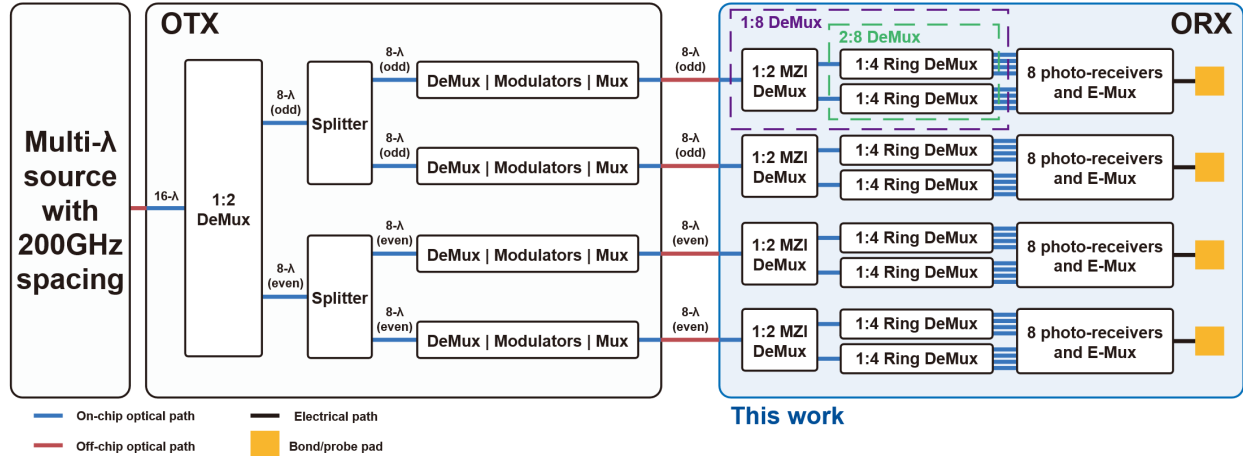 OTX
ORX
Multi-λ
source
with
200GHz
spacing
16-λ
1:2
DeMux
8-λ
(odd)
8-λ
(even)
Splitter
Splitter
8-λ
(odd)
8-λ
(odd)
8-λ
(even)
8-λ
(even)
DeMux | Modulators | Mux
DeMux | Modulators | Mux
DeMux | Modulators | Mux
DeMux | Modulators | Mux
8-λ
(odd)
8-λ
(odd)
8-λ
(even)
8-λ
(even)
1:8 DeMux
2:8 DeMux
1:2 MZI
DeMux
1:4 Ring DeMux
1:4 Ring DeMux
8 photo-receivers
and E-Mux
1:2 MZI
DeMux
1:4 Ring DeMux
1:4 Ring DeMux
8 photo-receivers
and E-Mux
1:2 MZI
DeMux
1:4 Ring DeMux
1:4 Ring DeMux
8 photo-receivers
and E-Mux
1:2 MZI
DeMux
1:4 Ring DeMux
1:4 Ring DeMux
8 photo-receivers
and E-Mux
This work
On-chip optical path
Electrical path
Off-chip optical path
Bond/probe pad